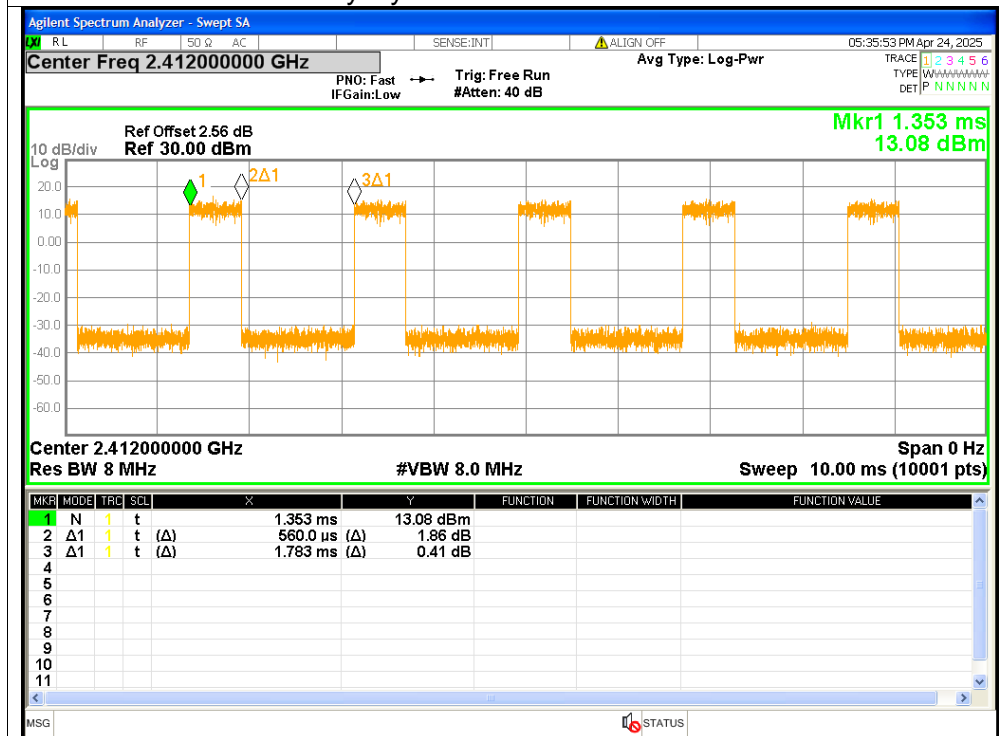 Agilent Spectrum Analyzer - Swept SA
LXI RL RF 50 Ω AC SENSE:INT ALIGN OFF 05:35:53 PM Apr 24, 2025
Center Freq 2.412000000 GHz Avg Type: Log-Pwr TRACE 1 2 3 4 5 6
PNO: Fast Trig: Free Run TYPE W
IFGain:Low #Atten: 40 dB DET P N N N N N
Mkr1 1.353 ms
Ref Offset 2.56 dB
10 dB/div Ref 30.00 dBm 13.08 dBm
Log
1 2Δ1 3Δ1
20.0
10.0
0.00
-10.0
-20.0
-30.0
-40.0
-50.0
-60.0
Center 2.412000000 GHz Span 0 Hz
Res BW 8 MHz #VBW 8.0 MHz Sweep 10.00 ms (10001 pts)
MKR MODE TRC SCL X Y FUNCTION FUNCTION WIDTH FUNCTION VALUE
1 N 1 t 1.353 ms 13.08 dBm
2 Δ1 1 t (Δ) 560.0 µs (Δ) 1.86 dB
3 Δ1 1 t (Δ) 1.783 ms (Δ) 0.41 dB
4
5
6
7
8
9
10
11
MSG STATUS